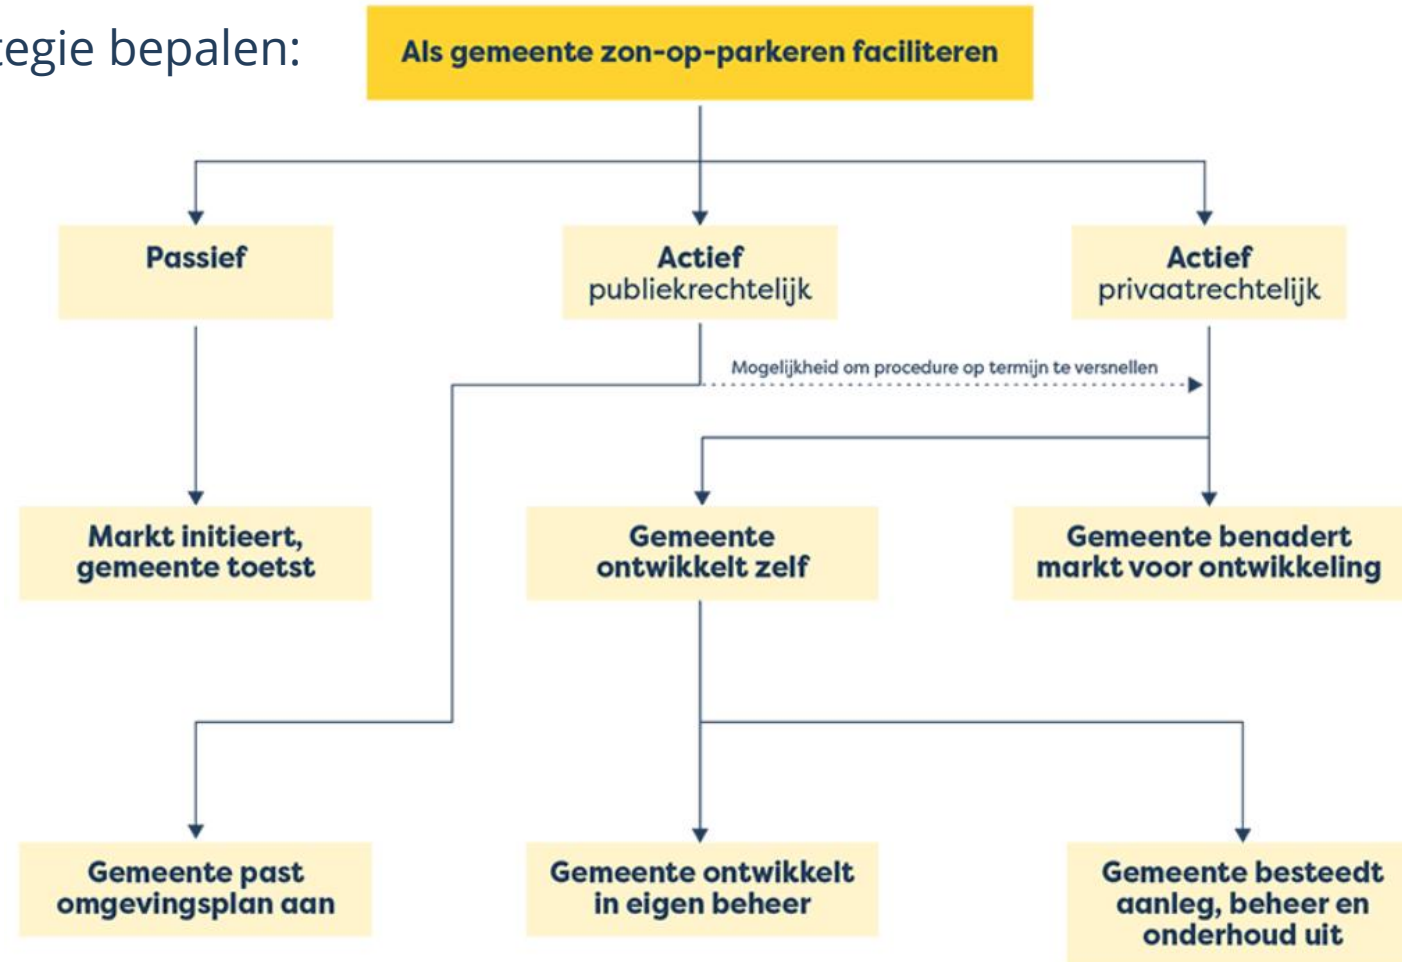 tegie bepalen:
Als gemeente zon-op-parkeren faciliteren
Passief
Actief
publiekrechtelijk
Actief
privaatrechtelijk
Mogelijkheid om procedure op termijn te versnellen
Markt initieert,
gemeente toetst
Gemeente
ontwikkelt zelf
Gemeente benadert
markt voor ontwikkeling
Gemeente past
omgevingsplan aan
Gemeente ontwikkelt
in eigen beheer
Gemeente besteedt
aanleg, beheer en
onderhoud uit